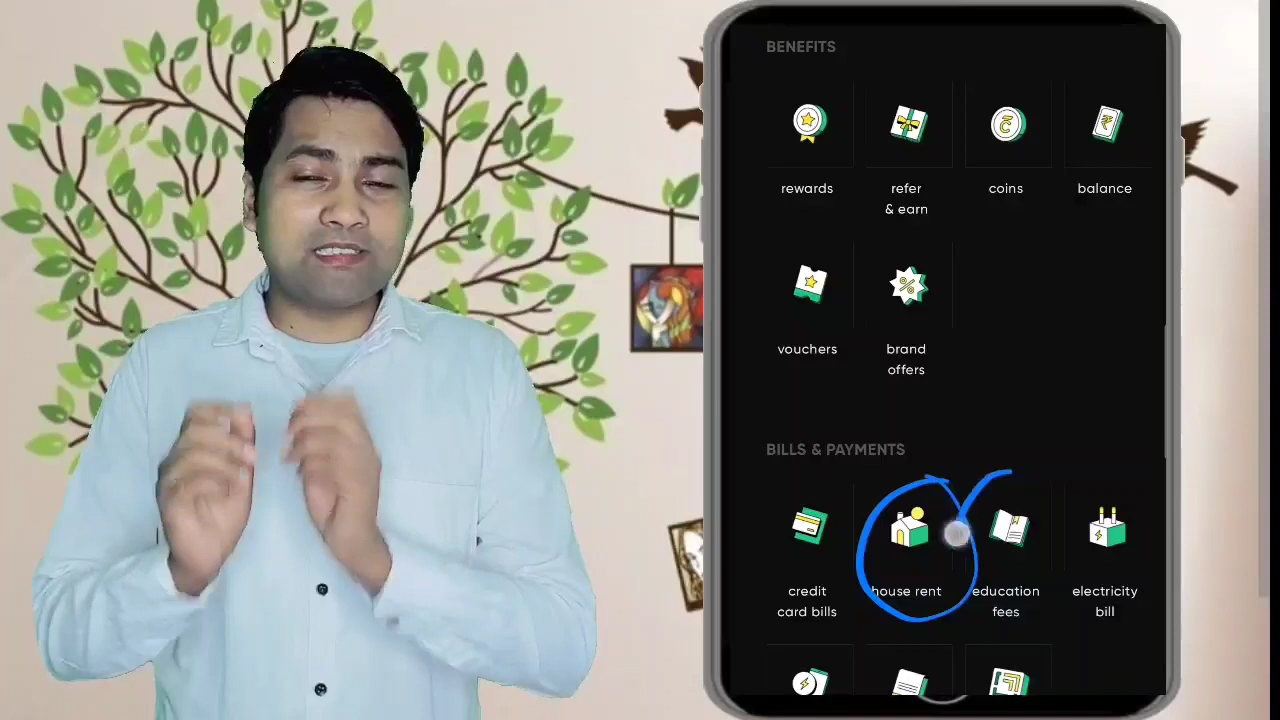 BENEFITS
rewards
refer
& earn
coins
balance
vouchers
brand
offers
BILLS & PAYMENTS
credit
card bills
house rent
education
fees
electricity
bill